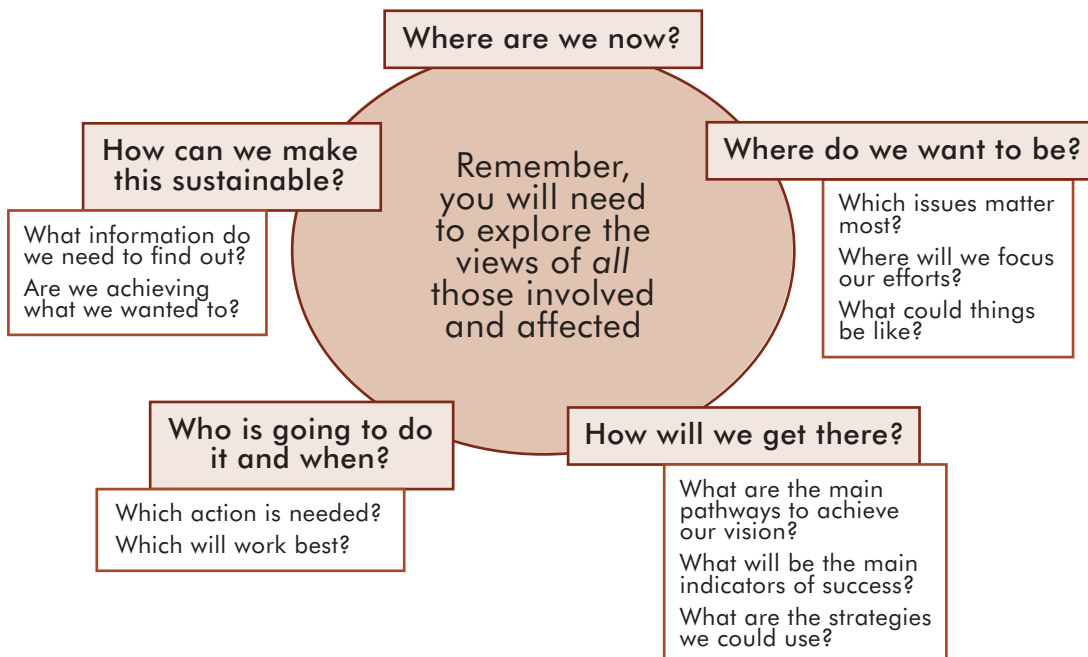 Where are we now?
Where do we want to be?
Which issues matter
most?
Where will we focus
our efforts?
What could things
be like?
How will we get there?
What are the main
pathways to achieve
our vision?
What will be the main
indicators of success?
What are the strategies
we could use?
Who is going to do
it and when?
Which action is needed?
Which will work best?
How can we make
this sustainable?
What information do
we need to find out?
Are we achieving
what we wanted to?
Remember,
you will need
to explore the
views of all
those involved
and affected